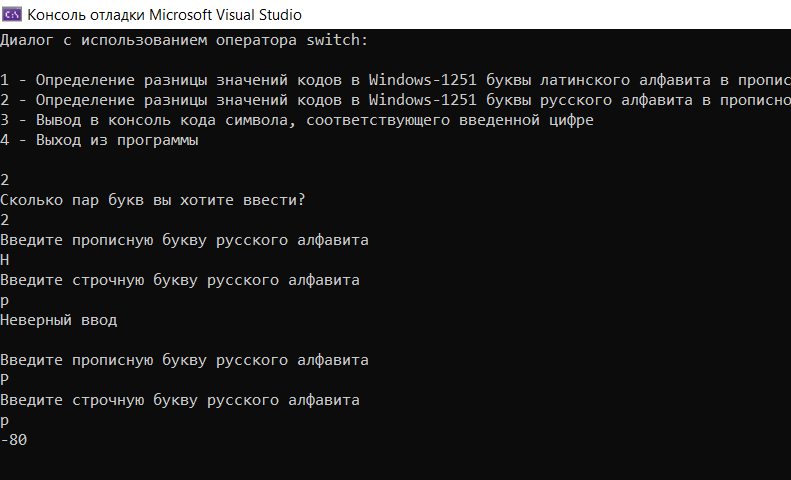 Консоль отладки Microsoft Visual Studio
Диалог с использованием оператора switch:
1 - Определение разницы значений кодов в Windows-1251 буквы латинского алфавита в пропис
2 - Определение разницы значений кодов в Windows-1251 буквы русского алфавита в прописно
3 - Вывод в консоль кода символа, соответствующего введенной цифре
4 - Выход из программы
2
Сколько пар букв вы хотите ввести?
2
Введите прописную букву русского алфавита
Н
Введите строчную букву русского алфавита
р
Неверный ввод
Введите прописную букву русского алфавита
Р
Введите строчную букву русского алфавита
р
-80